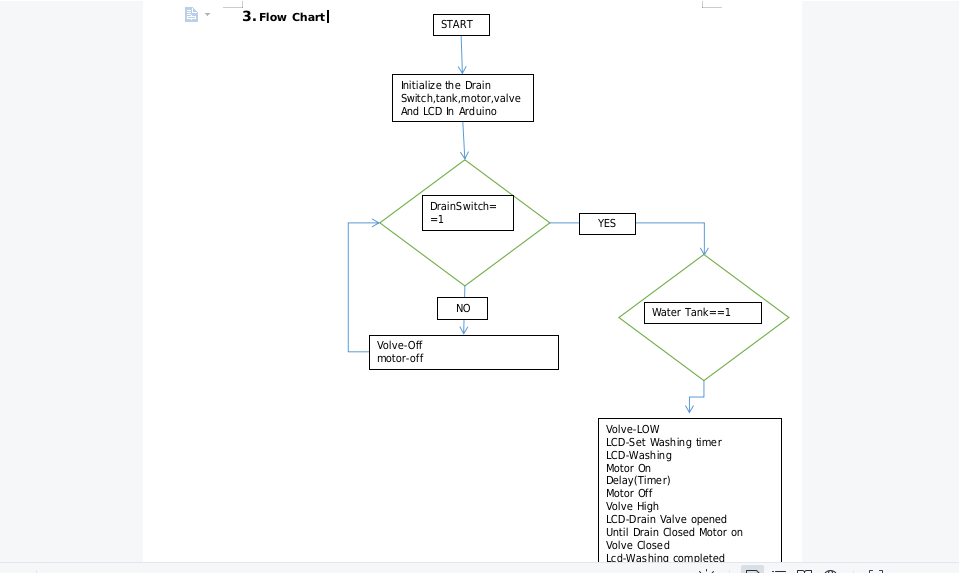 3. Flow Chart
START
Initialize the Drain
Switch,tank,motor,valve
And LCD In Arduino
DrainSwitch=
=1
YES
Water Tank==1
NO
Volve-Off
motor-off
Volve-LOW
LCD-Set Washing timer
LCD-Washing
Motor On
Delay(Timer)
Motor Off
Volve High
LCD-Drain Valve opened
Until Drain Closed Motor on
Volve Closed
Lcd-Washing completed